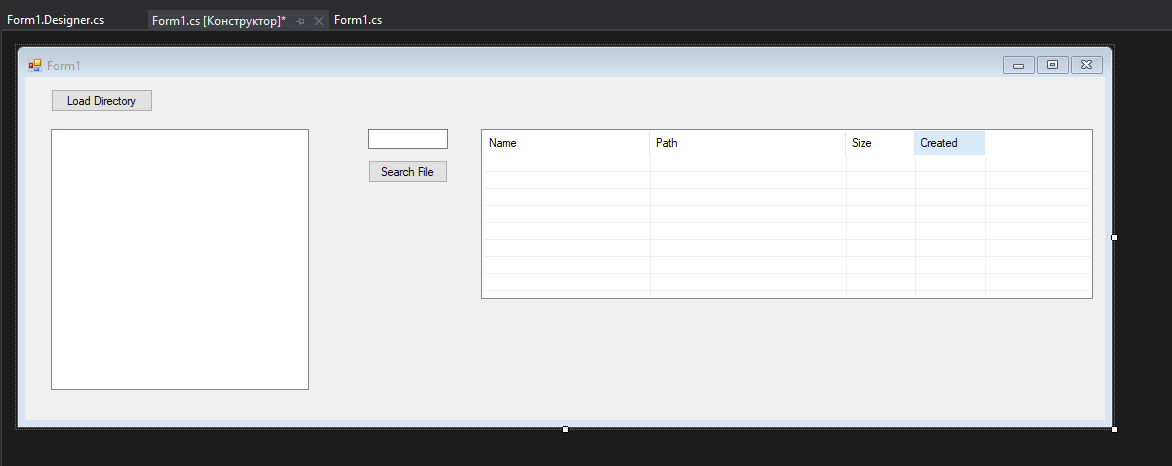 Form1.Designer.cs Form1.cs [Конструктор]* Form1.cs
Form1
Load Directory
Name Path Size Created
Search File